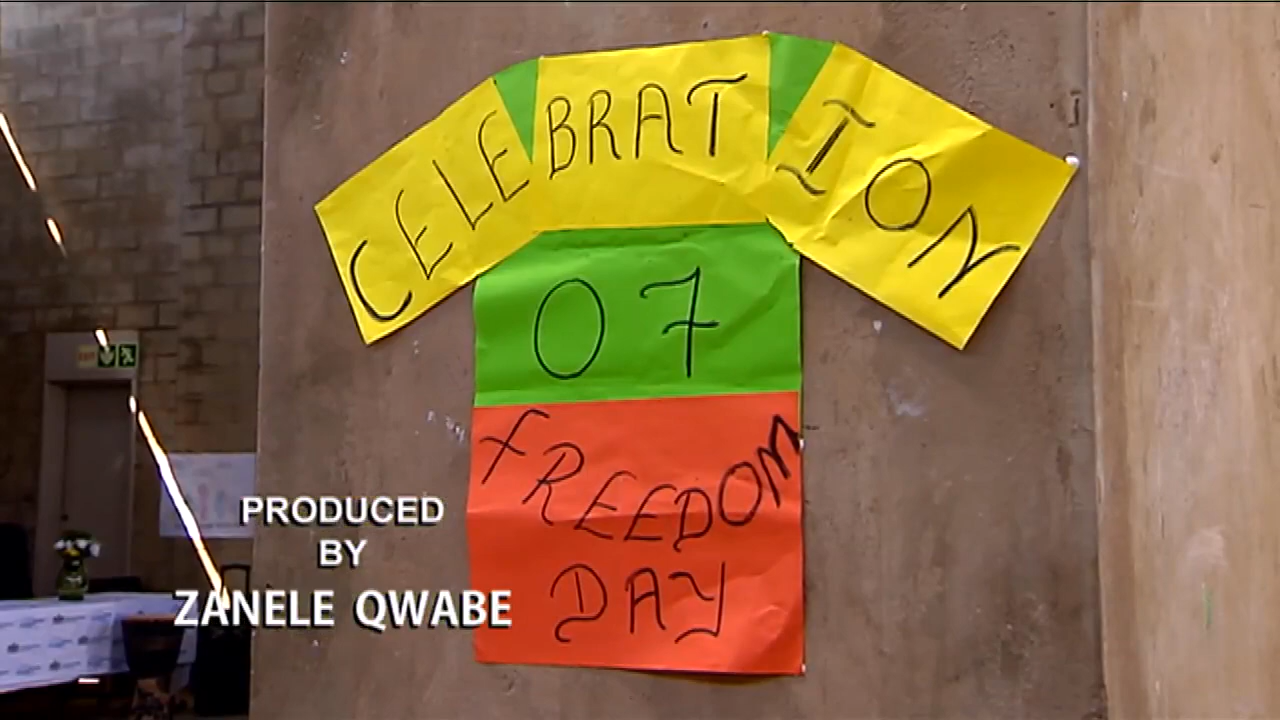 CELEBRATION
07
FREEDOM
DAY
PRODUCED
BY
ZANELE QWABE